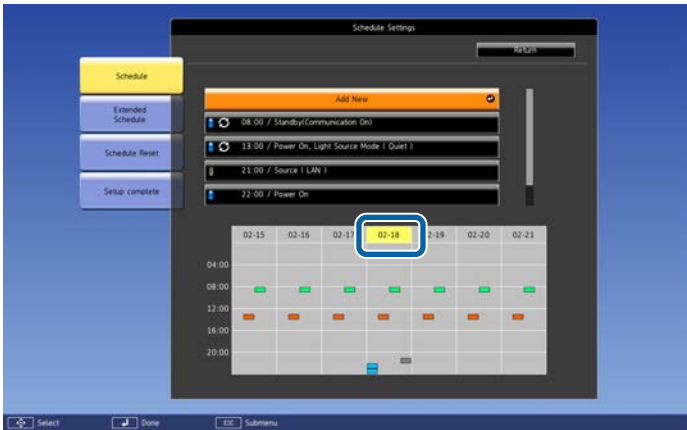 Schedule Settings
Return
Schedule
Extended
Schedule
Schedule Reset
Setup complete
Add New
08:00 / Standby(Communication On)
13:00 / Power On, Light Source Mode ( Quiet )
21:00 / Source ( LAN )
22:00 / Power On
02-15 02-16 02-17 02-18 02-19 02-20 02-21
04:00
08:00
12:00
16:00
20:00
Select Done ESC Submenu